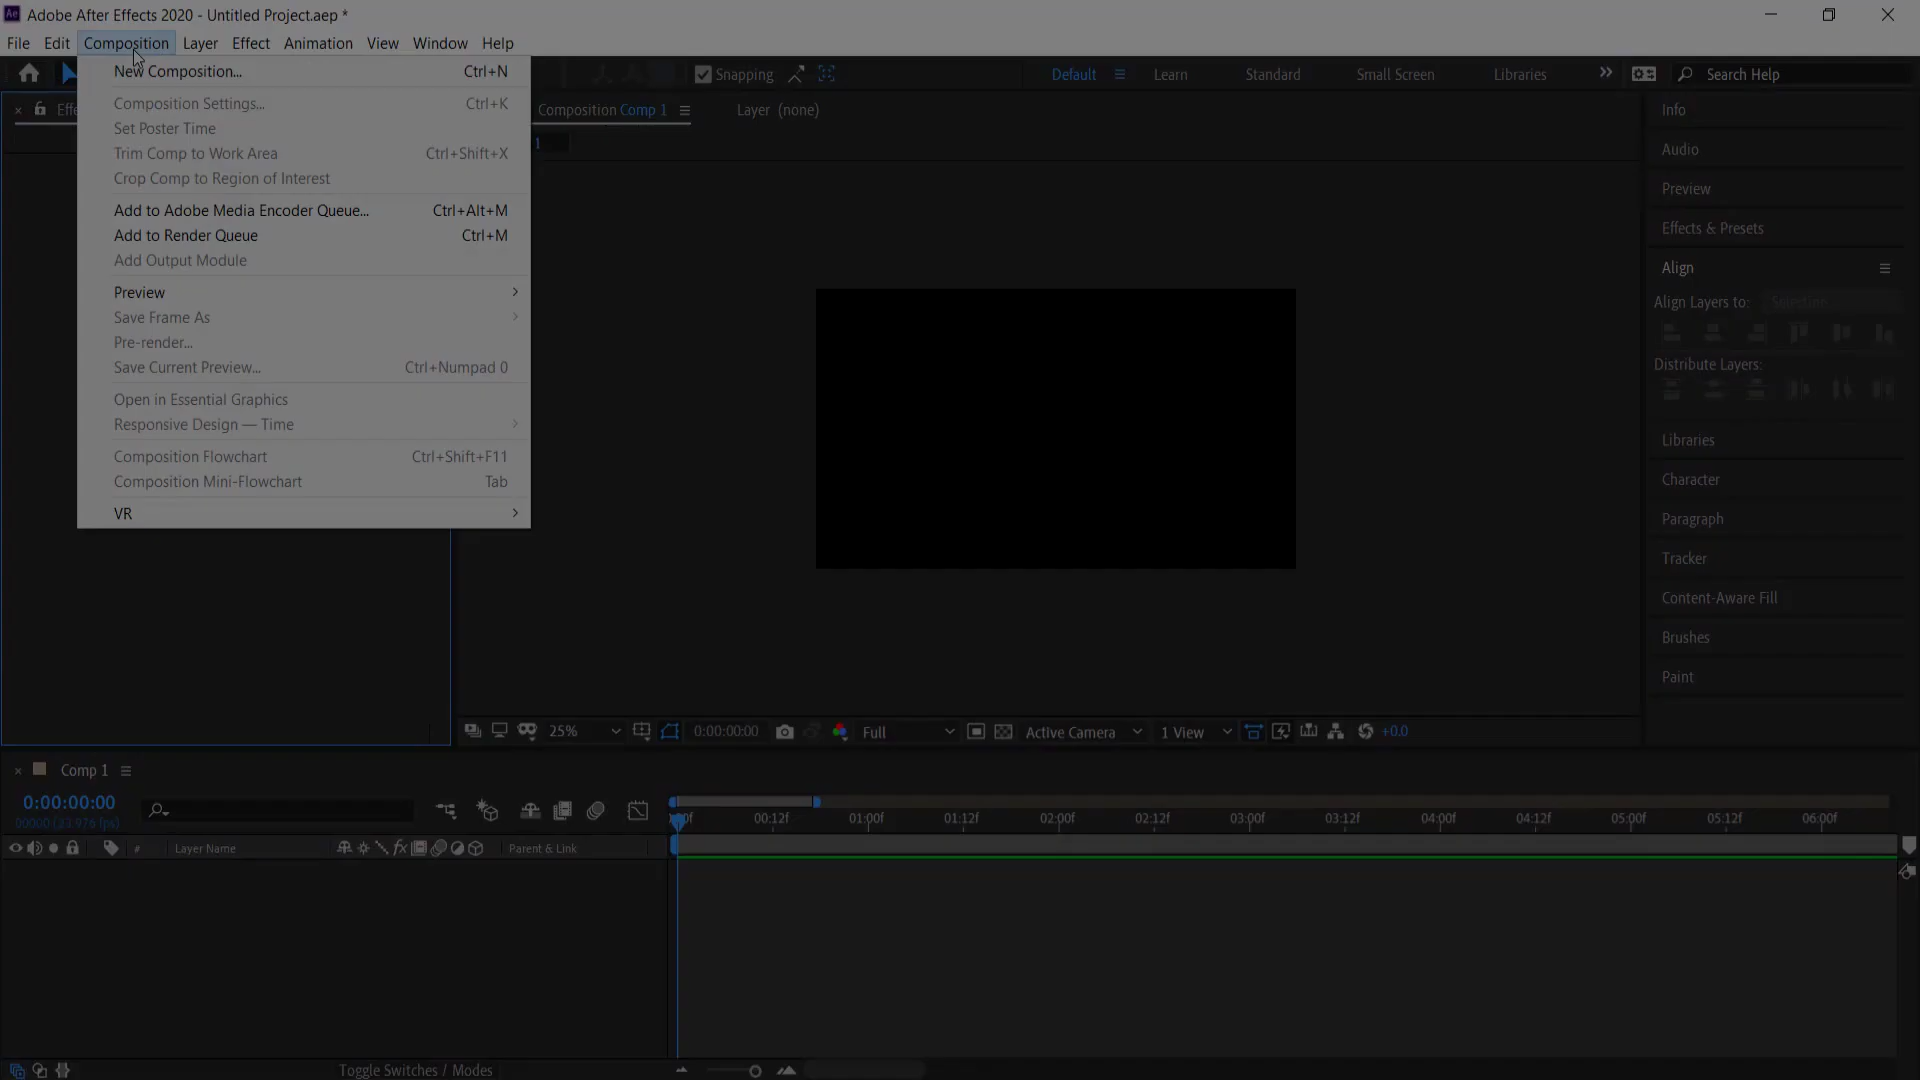 Adobe After Effects 2020 - Untitled Project.aep *
File Edit Composition Layer Effect Animation View Window Help
Snapping Default Learn Standard Small Screen Libraries Search Help
New Composition... Ctrl+N
Composition Settings... Ctrl+K
Set Poster Time
Trim Comp to Work Area Ctrl+Shift+X
Crop Comp to Region of Interest
Add to Adobe Media Encoder Queue... Ctrl+Alt+M
Add to Render Queue Ctrl+M
Add Output Module
Preview
Save Frame As
Pre-render...
Save Current Preview... Ctrl+Numpad 0
Open in Essential Graphics
Responsive Design — Time
Composition Flowchart Ctrl+Shift+F11
Composition Mini-Flowchart Tab
VR
Composition Comp 1 Layer (none)
1
Info
Audio
Preview
Effects & Presets
Align
Align Layers to: Selection
Distribute Layers:
Libraries
Character
Paragraph
Tracker
Content-Aware Fill
Brushes
Paint
25% 0:00:00:00 Full Active Camera 1 View +0.0
Comp 1
0:00:00:00
00000 (23.976 fps)
00:12f 01:00f 01:12f 02:00f 02:12f 03:00f 03:12f 04:00f 04:12f 05:00f 05:12f 06:00f
# Layer Name Parent & Link
Toggle Switches / Modes